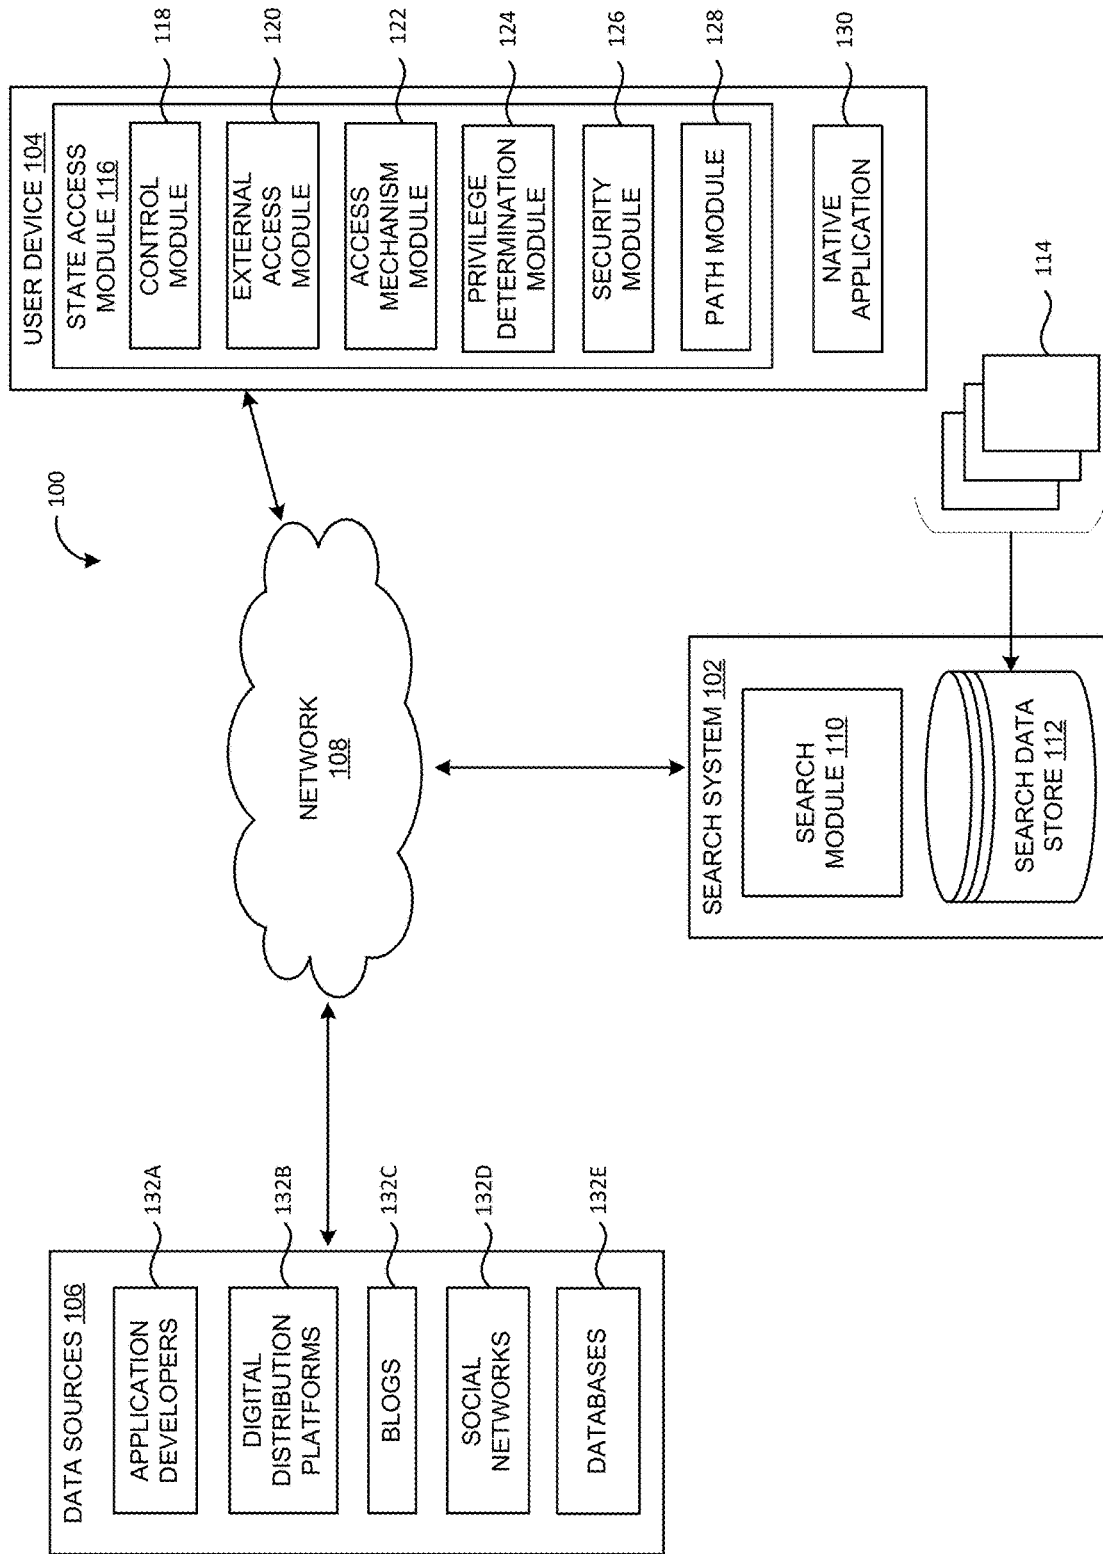 100
DATA SOURCES 106
APPLICATION
DEVELOPERS
132A
DIGITAL
DISTRIBUTION
PLATFORMS
132B
BLOGS
132C
SOCIAL
NETWORKS
132D
DATABASES
132E
NETWORK
108
USER DEVICE 104
STATE ACCESS
MODULE 116
CONTROL
MODULE
118
EXTERNAL
ACCESS
MODULE
120
ACCESS
MECHANISM
MODULE
122
PRIVILEGE
DETERMINATION
MODULE
124
SECURITY
MODULE
126
PATH MODULE
128
NATIVE
APPLICATION
130
SEARCH SYSTEM 102
SEARCH
MODULE 110
SEARCH DATA
STORE 112
114